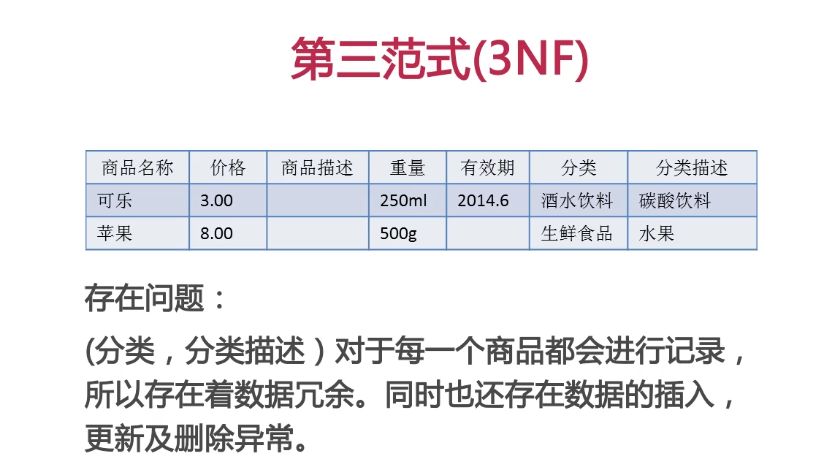 第三范式(3NF)
商品名称 价格 商品描述 重量 有效期 分类 分类描述
可乐 3.00 250ml 2014.6 酒水饮料 碳酸饮料
苹果 8.00 500g 生鲜食品 水果
存在问题：
(分类，分类描述）对于每一个商品都会进行记录，
所以存在着数据冗余。同时也还存在数据的插入，
更新及删除异常。